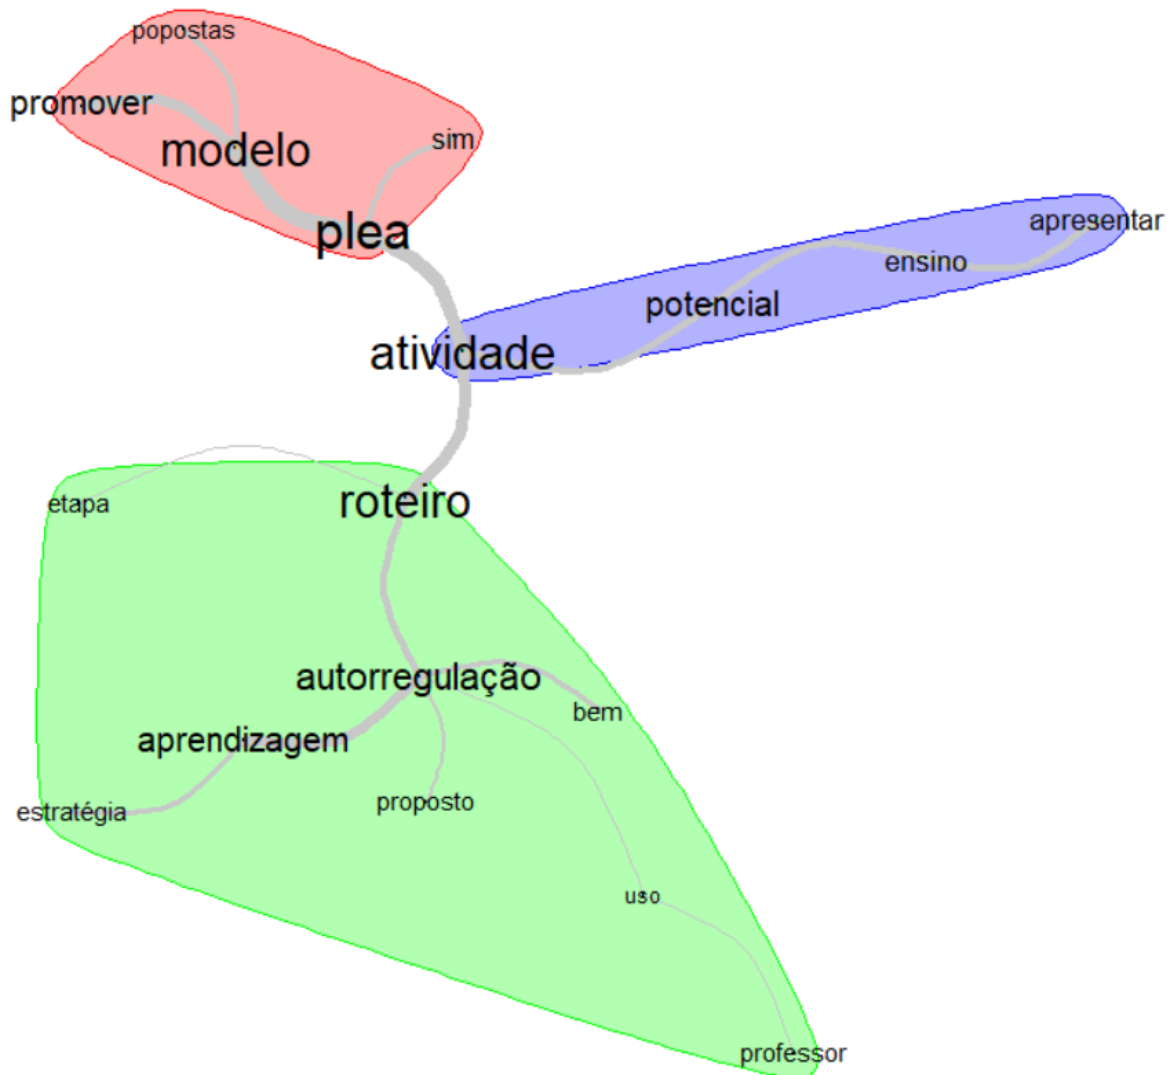 popostas
promover
modelo
sim
plea
apresentar
ensino
potencial
atividade
etapa
roteiro
autorregulação
bem
aprendizagem
proposto
estratégia
uso
professor